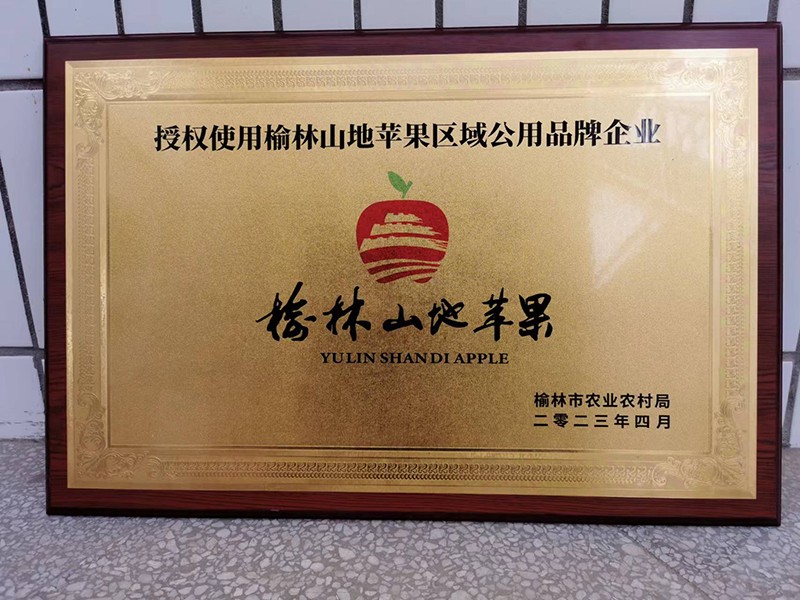 授权使用榆林山地苹果区域公用品牌企业
榆林山地苹果
YULIN SHAN DI APPLE
榆林市农业农村局
二零二三年四月